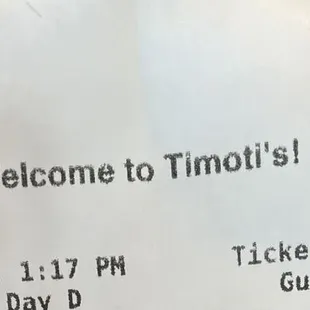 elcome to Timoti's!
1:17 PM Ticke
Day D Gu